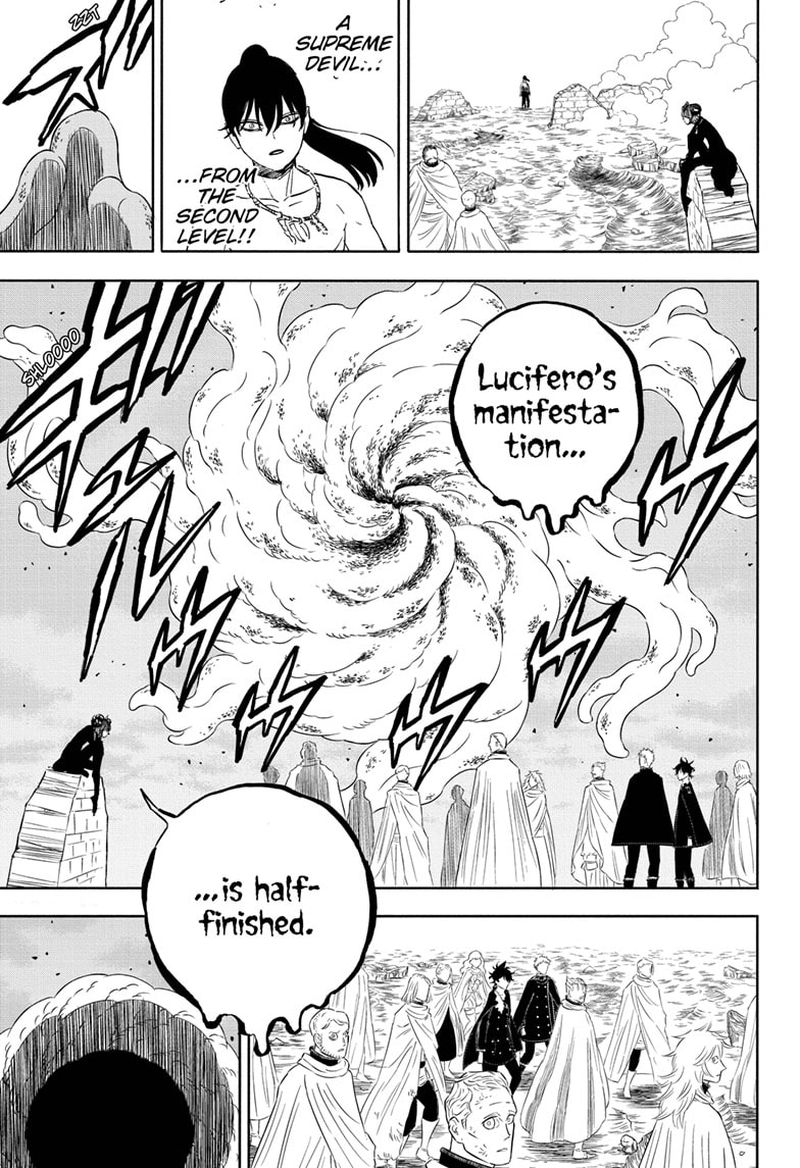 A
SUPREME
DEVIL...
...FROM
THE
SECOND
LEVEL!!
ZZT
SHLOOOO
Lucifero's
manifesta-
tion...
...is half-
finished.